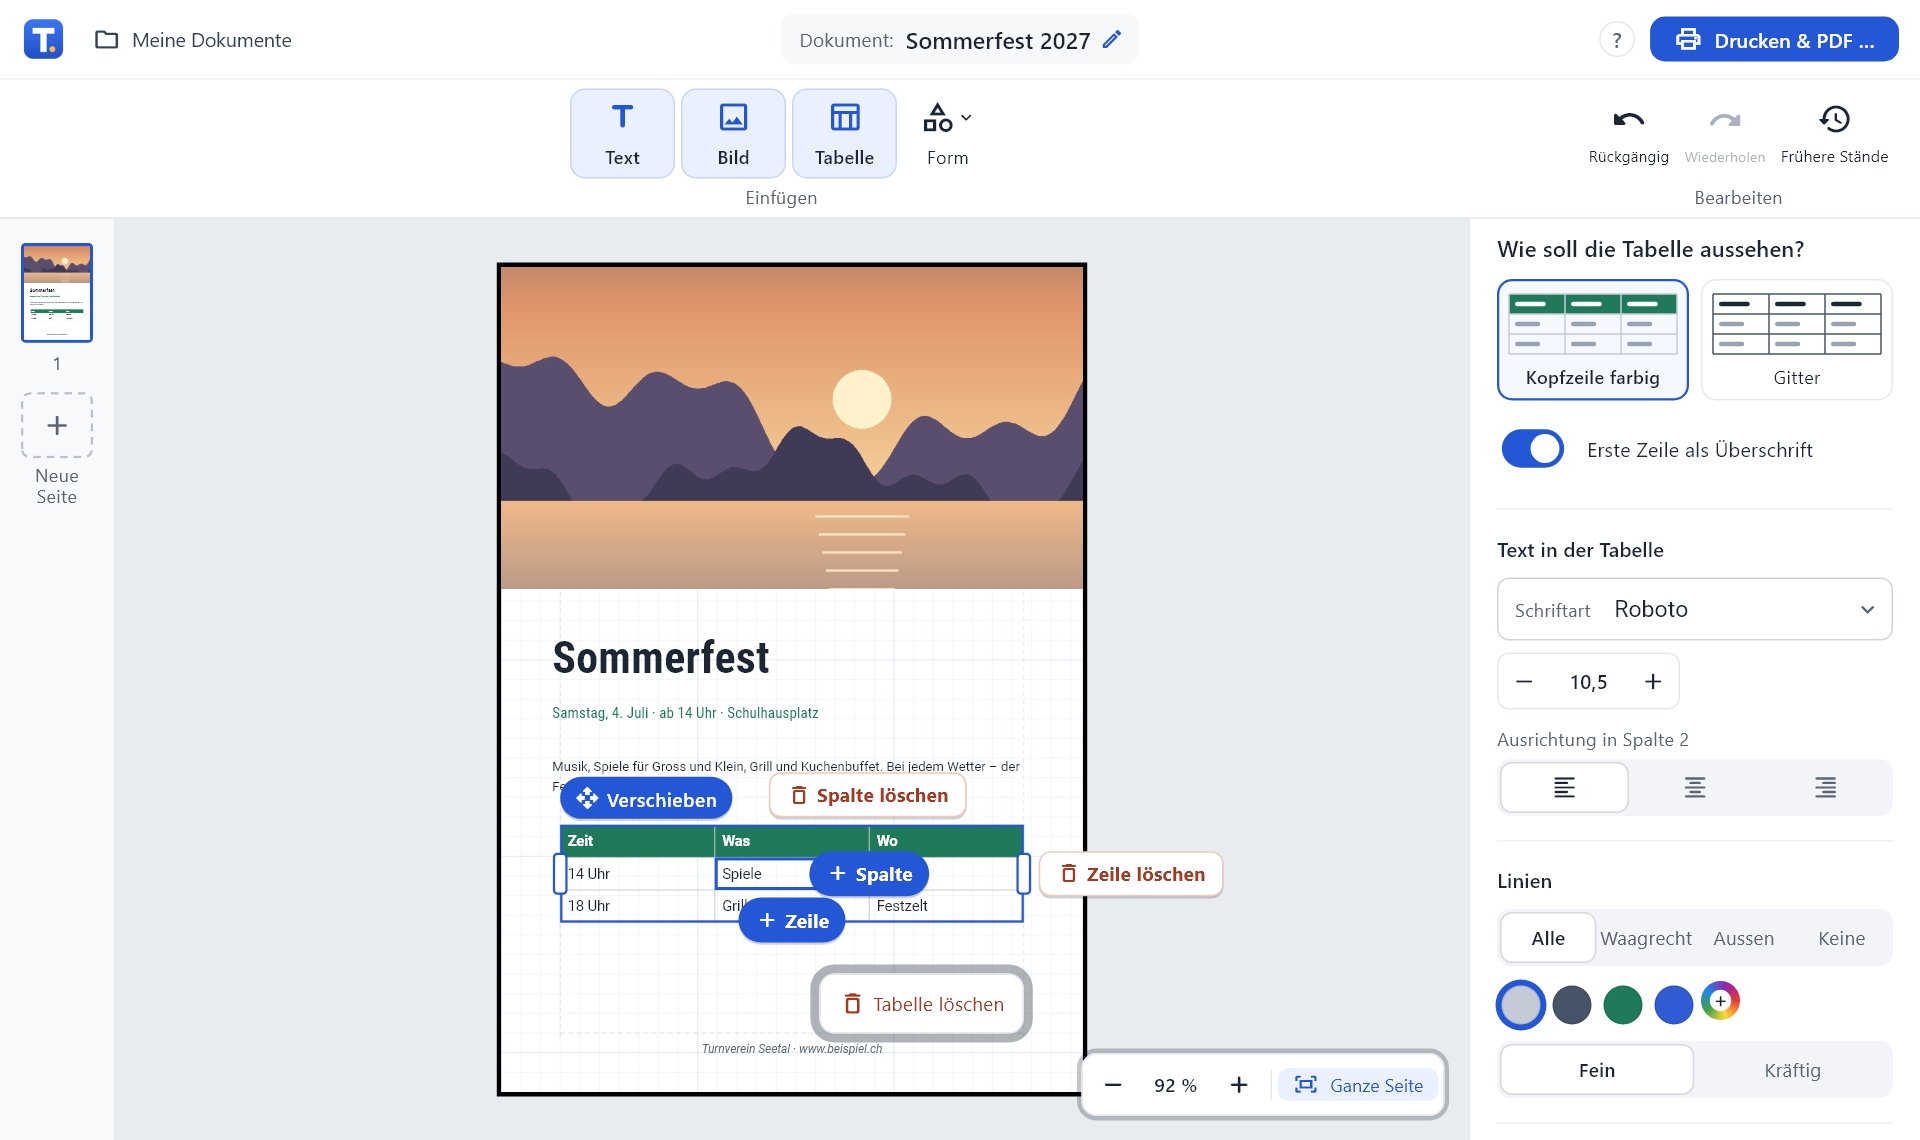 T.
Meine Dokumente
Dokument: Sommerfest 2027
?
Drucken & PDF ...
Text
Bild
Tabelle
Form
Einfügen
Rückgängig
Wiederholen
Frühere Stände
Bearbeiten
1
Neue
Seite
Sommerfest
Samstag, 4. Juli · ab 14 Uhr · Schulhausplatz
Musik, Spiele für Gross und Klein, Grill und Kuchenbuffet. Bei jedem Wetter – der
Verschieben
Spalte löschen
Zeit Was Wo
14 Uhr Spiele
+ Spalte
Zeile löschen
18 Uhr Festzelt
+ Zeile
Tabelle löschen
Turnverein Seetal · www.beispiel.ch
92 %
Ganze Seite
Wie soll die Tabelle aussehen?
Kopfzeile farbig
Gitter
Erste Zeile als Überschrift
Text in der Tabelle
Schriftart Roboto
− 10,5 +
Ausrichtung in Spalte 2
Linien
Alle Waagrecht Aussen Keine
Fein Kräftig